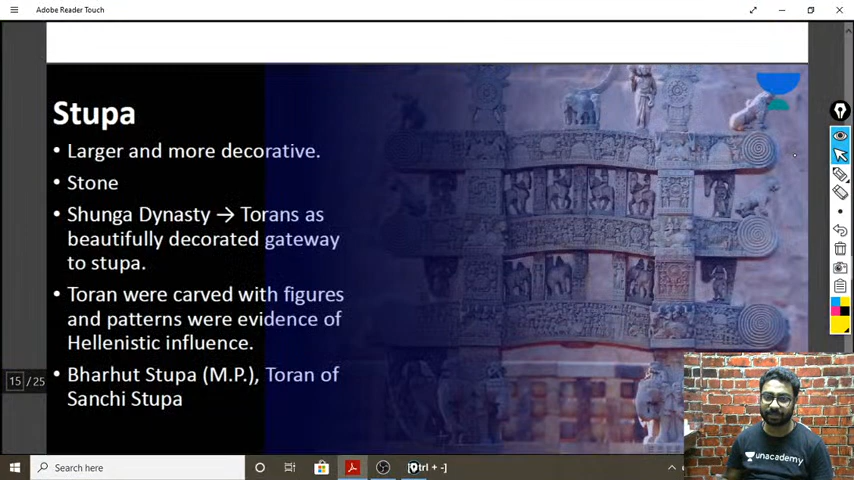 Adobe Reader Touch
Stupa
• Larger and more decorative.
• Stone
• Shunga Dynasty → Torans as
beautifully decorated gateway
to stupa.
• Toran were carved with figures
and patterns were evidence of
Hellenistic influence.
• Bharhut Stupa (M.P.), Toran of
Sanchi Stupa
15 / 25
unacademy
Search here
[Ctrl + -]